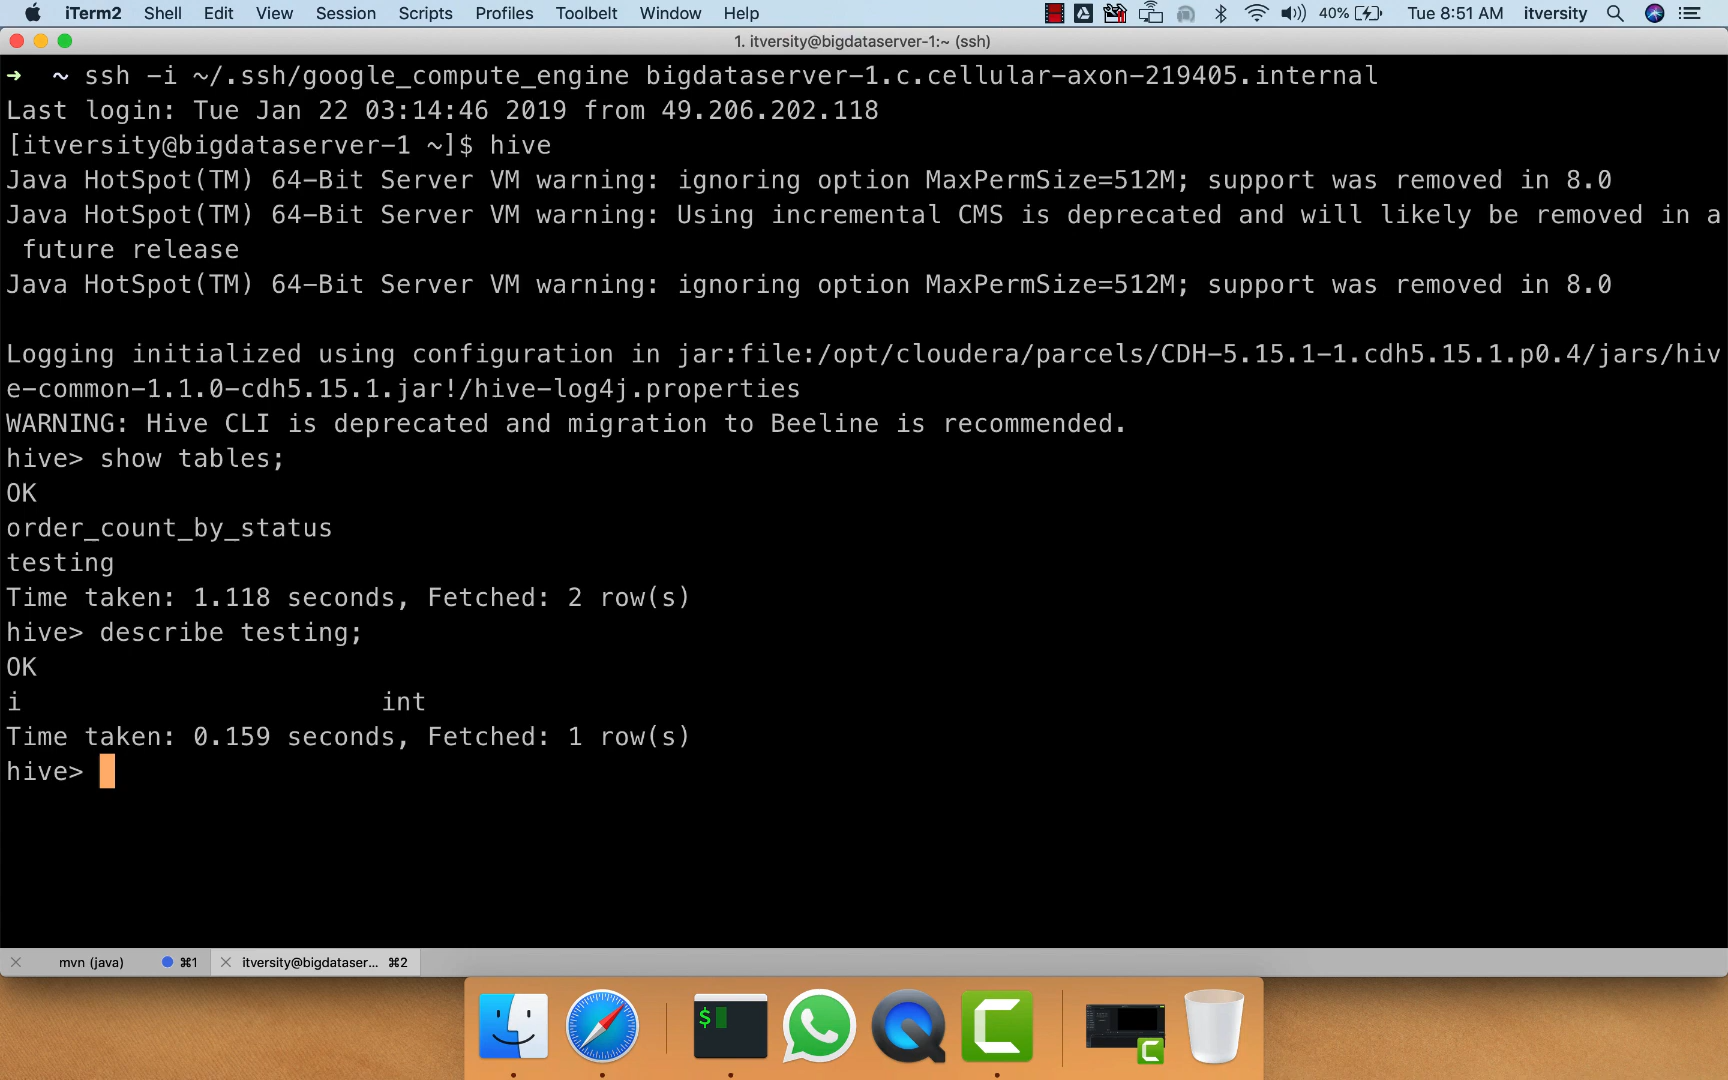 iTerm2 Shell Edit View Session Scripts Profiles Toolbelt Window Help 40% Tue 8:51 AM itversity
1. itversity@bigdataserver-1:~ (ssh)
➜ ~ ssh -i ~/.ssh/google_compute_engine bigdataserver-1.c.cellular-axon-219405.internal
Last login: Tue Jan 22 03:14:46 2019 from 49.206.202.118
[itversity@bigdataserver-1 ~]$ hive
Java HotSpot(TM) 64-Bit Server VM warning: ignoring option MaxPermSize=512M; support was removed in 8.0
Java HotSpot(TM) 64-Bit Server VM warning: Using incremental CMS is deprecated and will likely be removed in a
future release
Java HotSpot(TM) 64-Bit Server VM warning: ignoring option MaxPermSize=512M; support was removed in 8.0
Logging initialized using configuration in jar:file:/opt/cloudera/parcels/CDH-5.15.1-1.cdh5.15.1.p0.4/jars/hiv
e-common-1.1.0-cdh5.15.1.jar!/hive-log4j.properties
WARNING: Hive CLI is deprecated and migration to Beeline is recommended.
hive> show tables;
OK
order_count_by_status
testing
Time taken: 1.118 seconds, Fetched: 2 row(s)
hive> describe testing;
OK
i int
Time taken: 0.159 seconds, Fetched: 1 row(s)
hive>
mvn (java) ⌘1 itversity@bigdataser... ⌘2
$